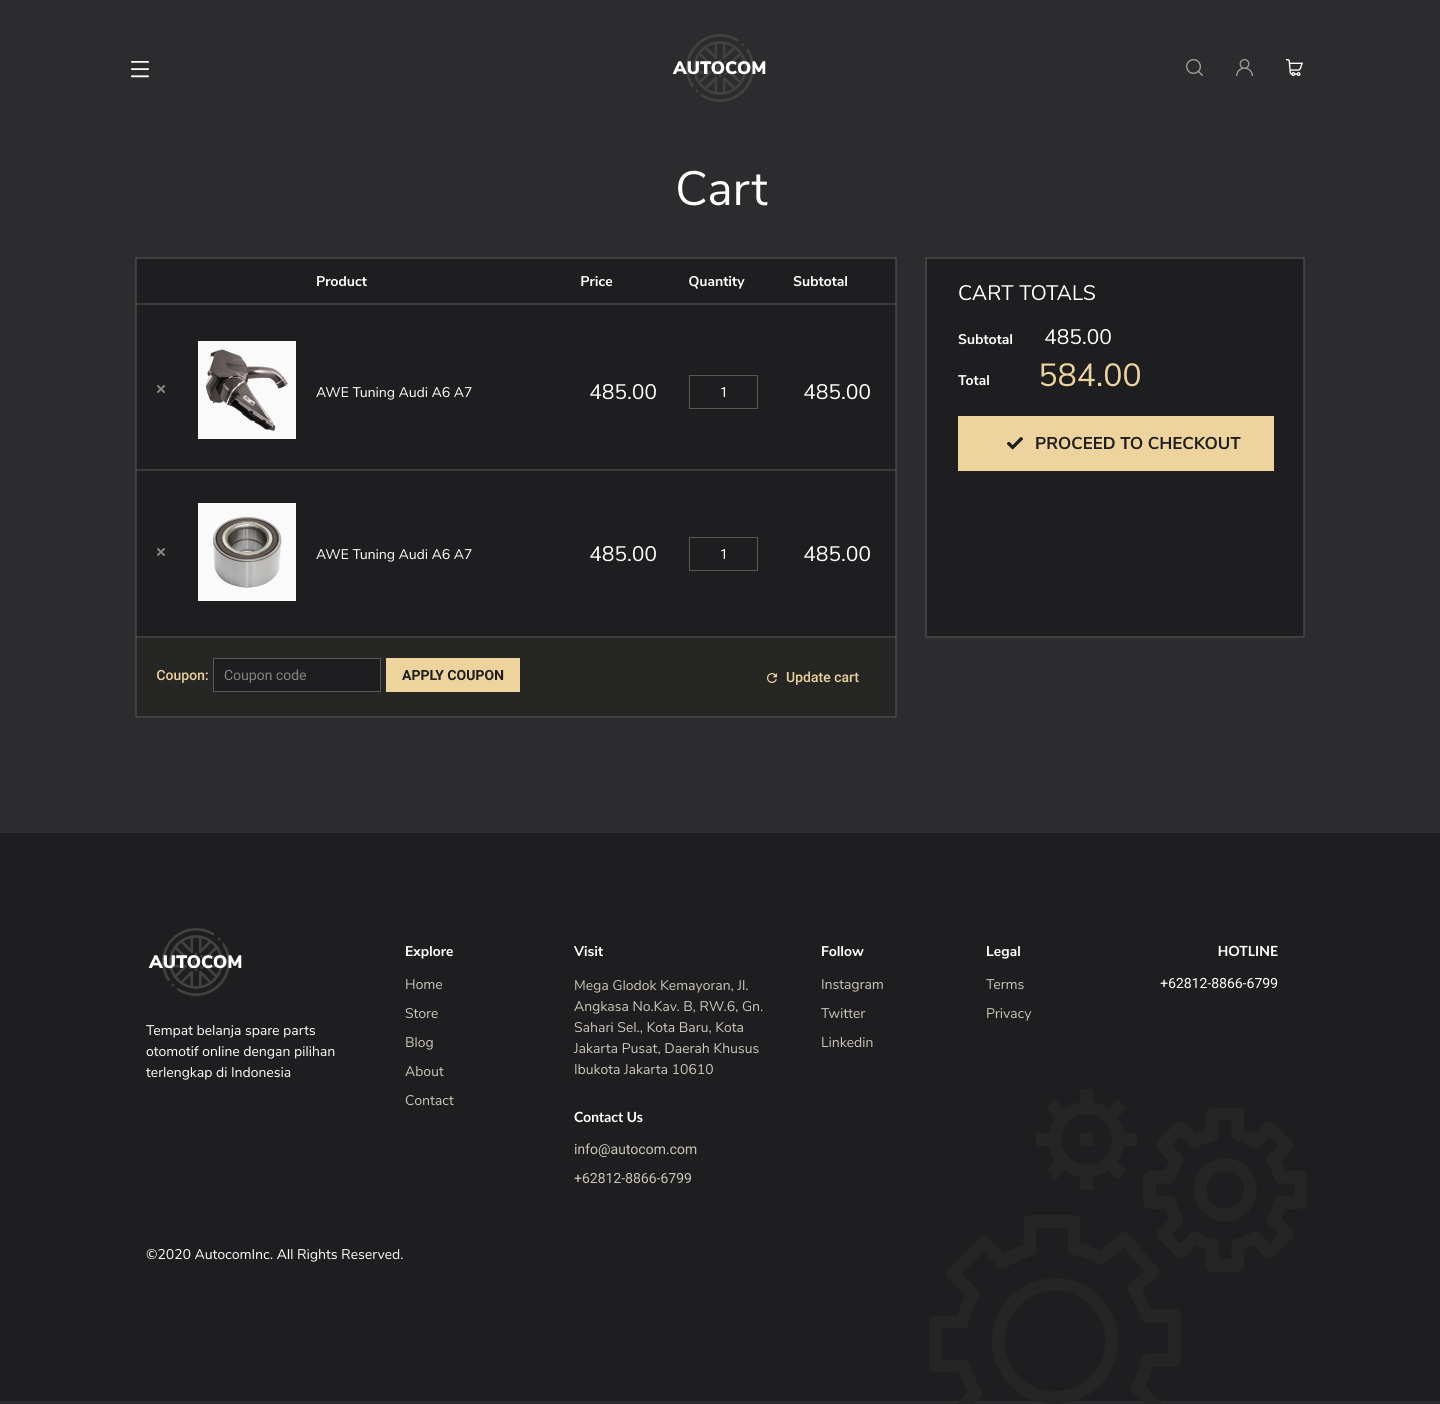 AUTOCOM
Cart
Product Price Quantity Subtotal
× AWE Tuning Audi A6 A7 485.00 1 485.00
× AWE Tuning Audi A6 A7 485.00 1 485.00
Coupon: Coupon code APPLY COUPON Update cart
CART TOTALS
Subtotal 485.00
Total 584.00
PROCEED TO CHECKOUT
AUTOCOM
Tempat belanja spare parts
otomotif online dengan pilihan
terlengkap di Indonesia
Explore
Home
Store
Blog
About
Contact
Visit
Mega Glodok Kemayoran, Jl.
Angkasa No.Kav. B, RW.6, Gn.
Sahari Sel., Kota Baru, Kota
Jakarta Pusat, Daerah Khusus
Ibukota Jakarta 10610
Contact Us
info@autocom.com
+62812-8866-6799
Follow
Instagram
Twitter
Linkedin
Legal
Terms
Privacy
HOTLINE
+62812-8866-6799
©2020 AutocomInc. All Rights Reserved.